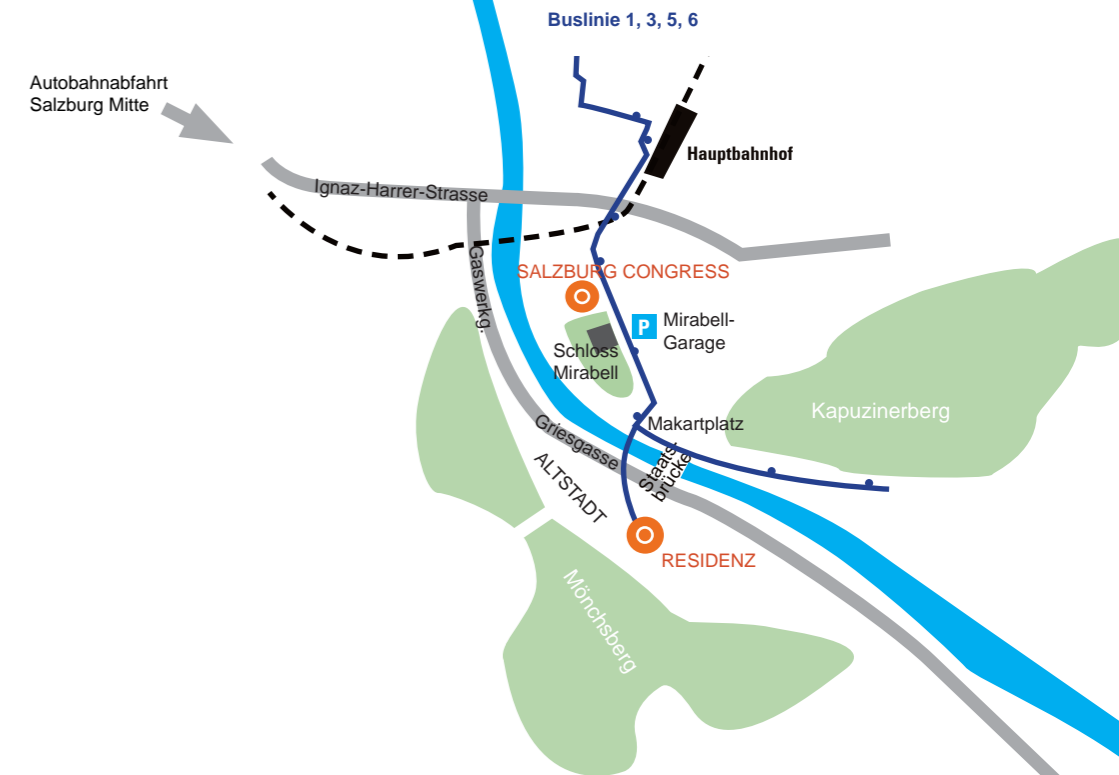 Buslinie 1, 3, 5, 6
Autobahnabfahrt
Salzburg Mitte
Hauptbahnhof
Ignaz-Harrer-Strasse
Gaswerkg.
SALZBURG CONGRESS
P
Mirabell-
Garage
Schloss
Mirabell
Kapuzinerberg
Makartplatz
Griesgasse
Staats-
brücke
ALTSTADT
RESIDENZ
Mönchsberg